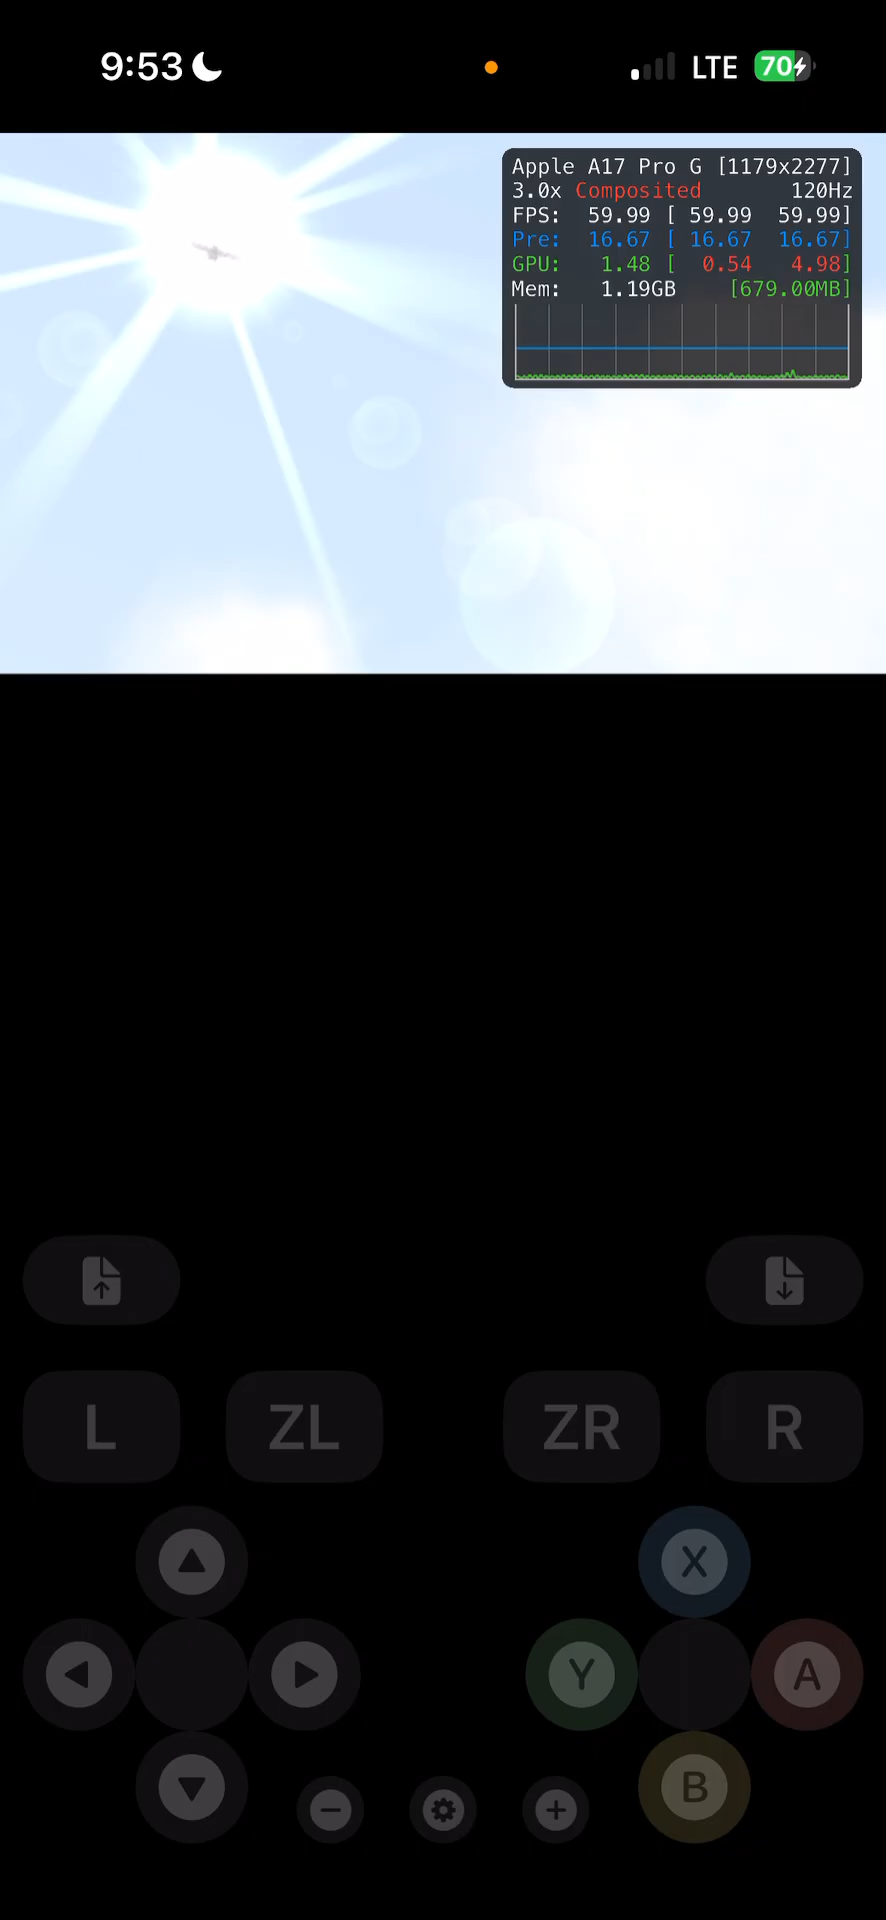 9:53
LTE 70
Apple A17 Pro G [1179x2277]
3.0x Composited 120Hz
FPS: 59.99 [ 59.99 59.99]
Pre: 16.67 [ 16.67 16.67]
GPU: 1.48 [ 0.54 4.98]
Mem: 1.19GB [679.00MB]
L ZL ZR R
X
Y A
B